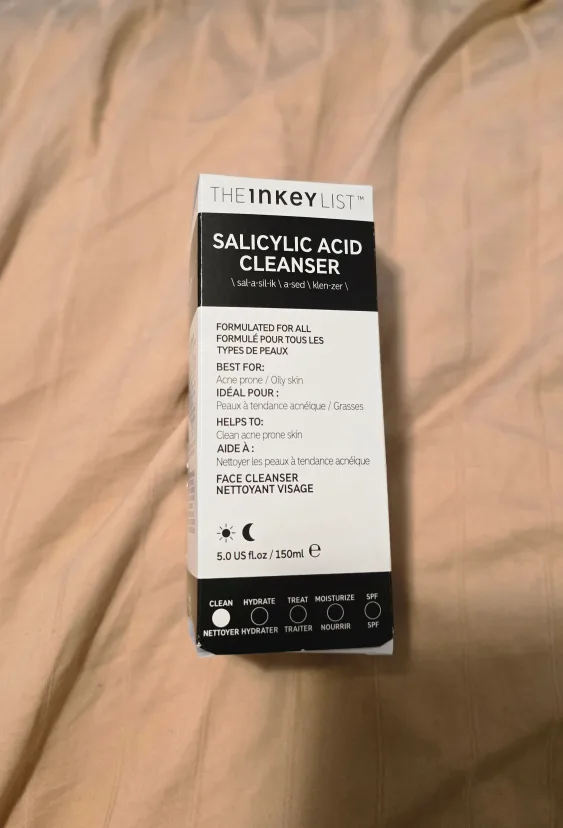 THE INKEY LIST™
SALICYLIC ACID
CLEANSER
\ sal-a-sil-ik \ a-sed \ klen-zer \
FORMULATED FOR ALL
FORMULÉ POUR TOUS LES
TYPES DE PEAUX
BEST FOR:
Acne prone / Oily skin
IDÉAL POUR :
Peaux à tendance acnéique / Grasses
HELPS TO:
Clean acne prone skin
AIDE À :
Nettoyer les peaux à tendance acnéique
FACE CLEANSER
NETTOYANT VISAGE
5.0 US fl.oz / 150ml ℮
CLEAN HYDRATE TREAT MOISTURIZE SPF
NETTOYER HYDRATER TRAITER NOURRIR SPF